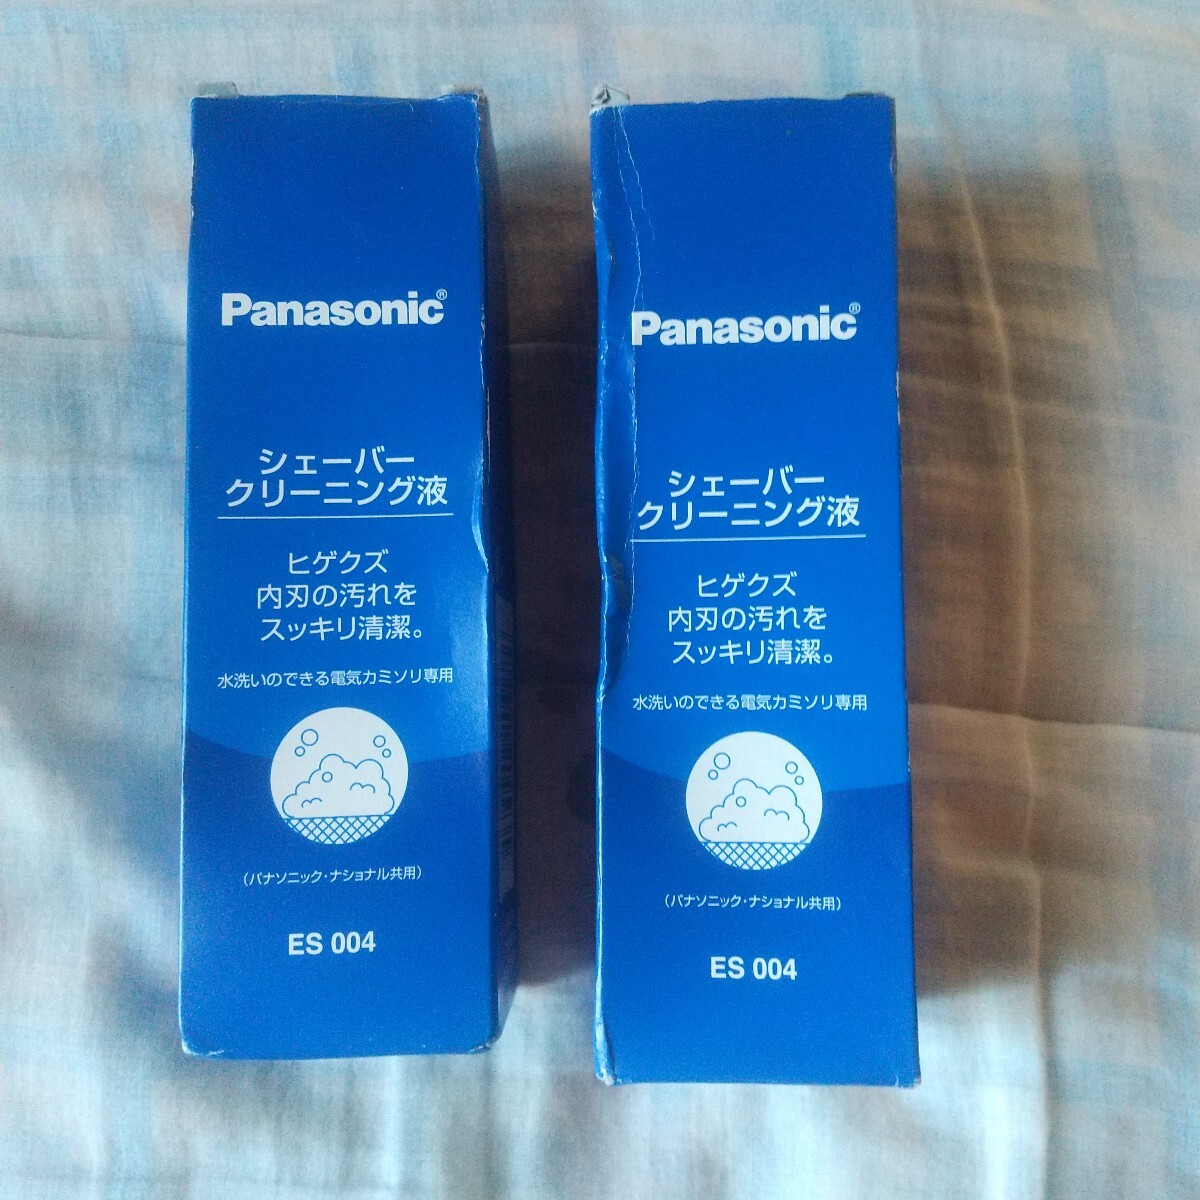 Panasonic®
シェーバー
クリーニング液
ヒゲクズ
内刃の汚れを
スッキリ清潔。
水洗いのできる電気カミソリ専用
(パナソニック・ナショナル共用)
ES 004
Panasonic®
シェーバー
クリーニング液
ヒゲクズ
内刃の汚れを
スッキリ清潔。
水洗いのできる電気カミソリ専用
(パナソニック・ナショナル共用)
ES 004